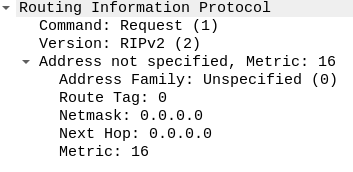 Routing Information Protocol
Command: Request (1)
Version: RIPv2 (2)
Address not specified, Metric: 16
Address Family: Unspecified (0)
Route Tag: 0
Netmask: 0.0.0.0
Next Hop: 0.0.0.0
Metric: 16